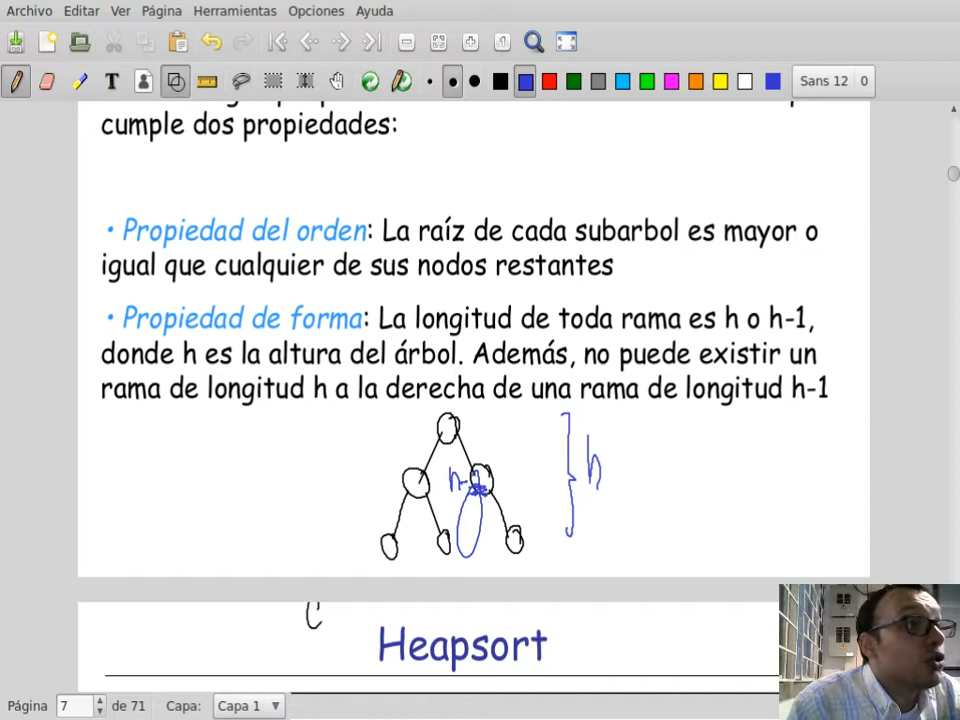 Archivo Editar Ver Página Herramientas Opciones Ayuda
T
Sans 12 0
cumple dos propiedades:
• Propiedad del orden: La raíz de cada subarbol es mayor o
igual que cualquier de sus nodos restantes
• Propiedad de forma: La longitud de toda rama es h o h-1,
donde h es la altura del árbol. Además, no puede existir un
rama de longitud h a la derecha de una rama de longitud h-1
h
Heapsort
Página 7 de 71 Capa: Capa 1